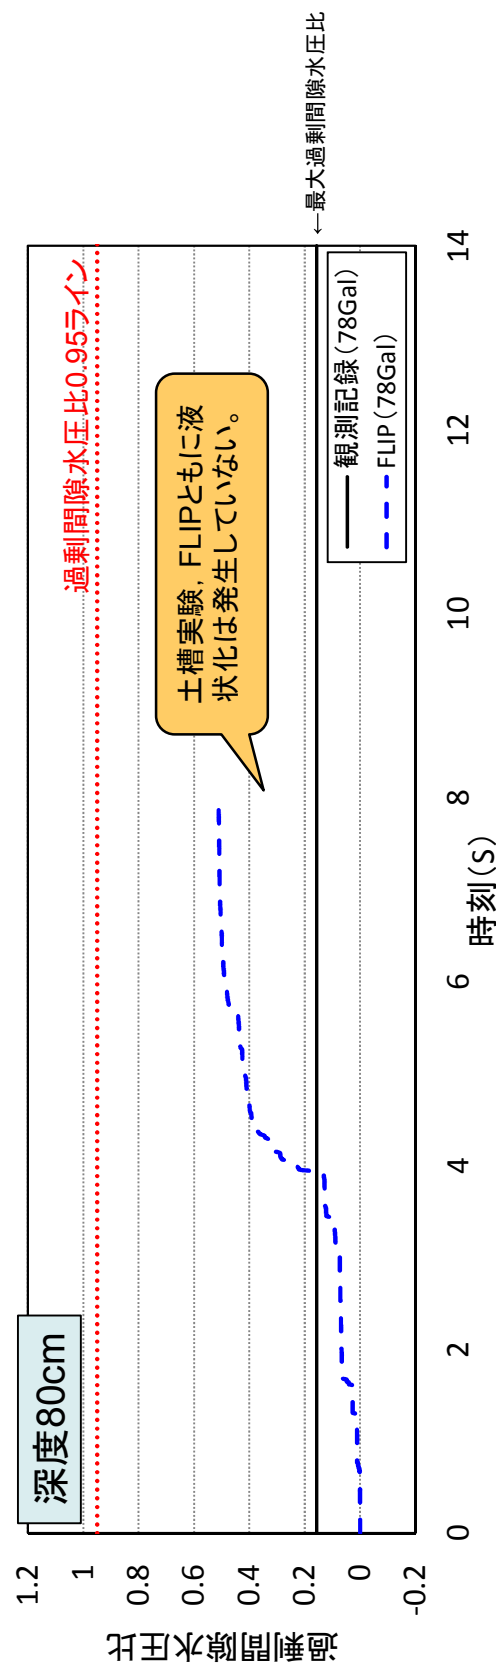 深度80cm
過剰間隙水圧比0.95ライン
土槽実験，FLIPともに液
状化は発生していない。
←最大過剰間隙水圧比
観測記録（78Gal）
FLIP（78Gal）
過剰間隙水圧比
1.2
1
0.8
0.6
0.4
0.2
0
-0.2
0
2
4
6
8
10
12
14
時刻（S）